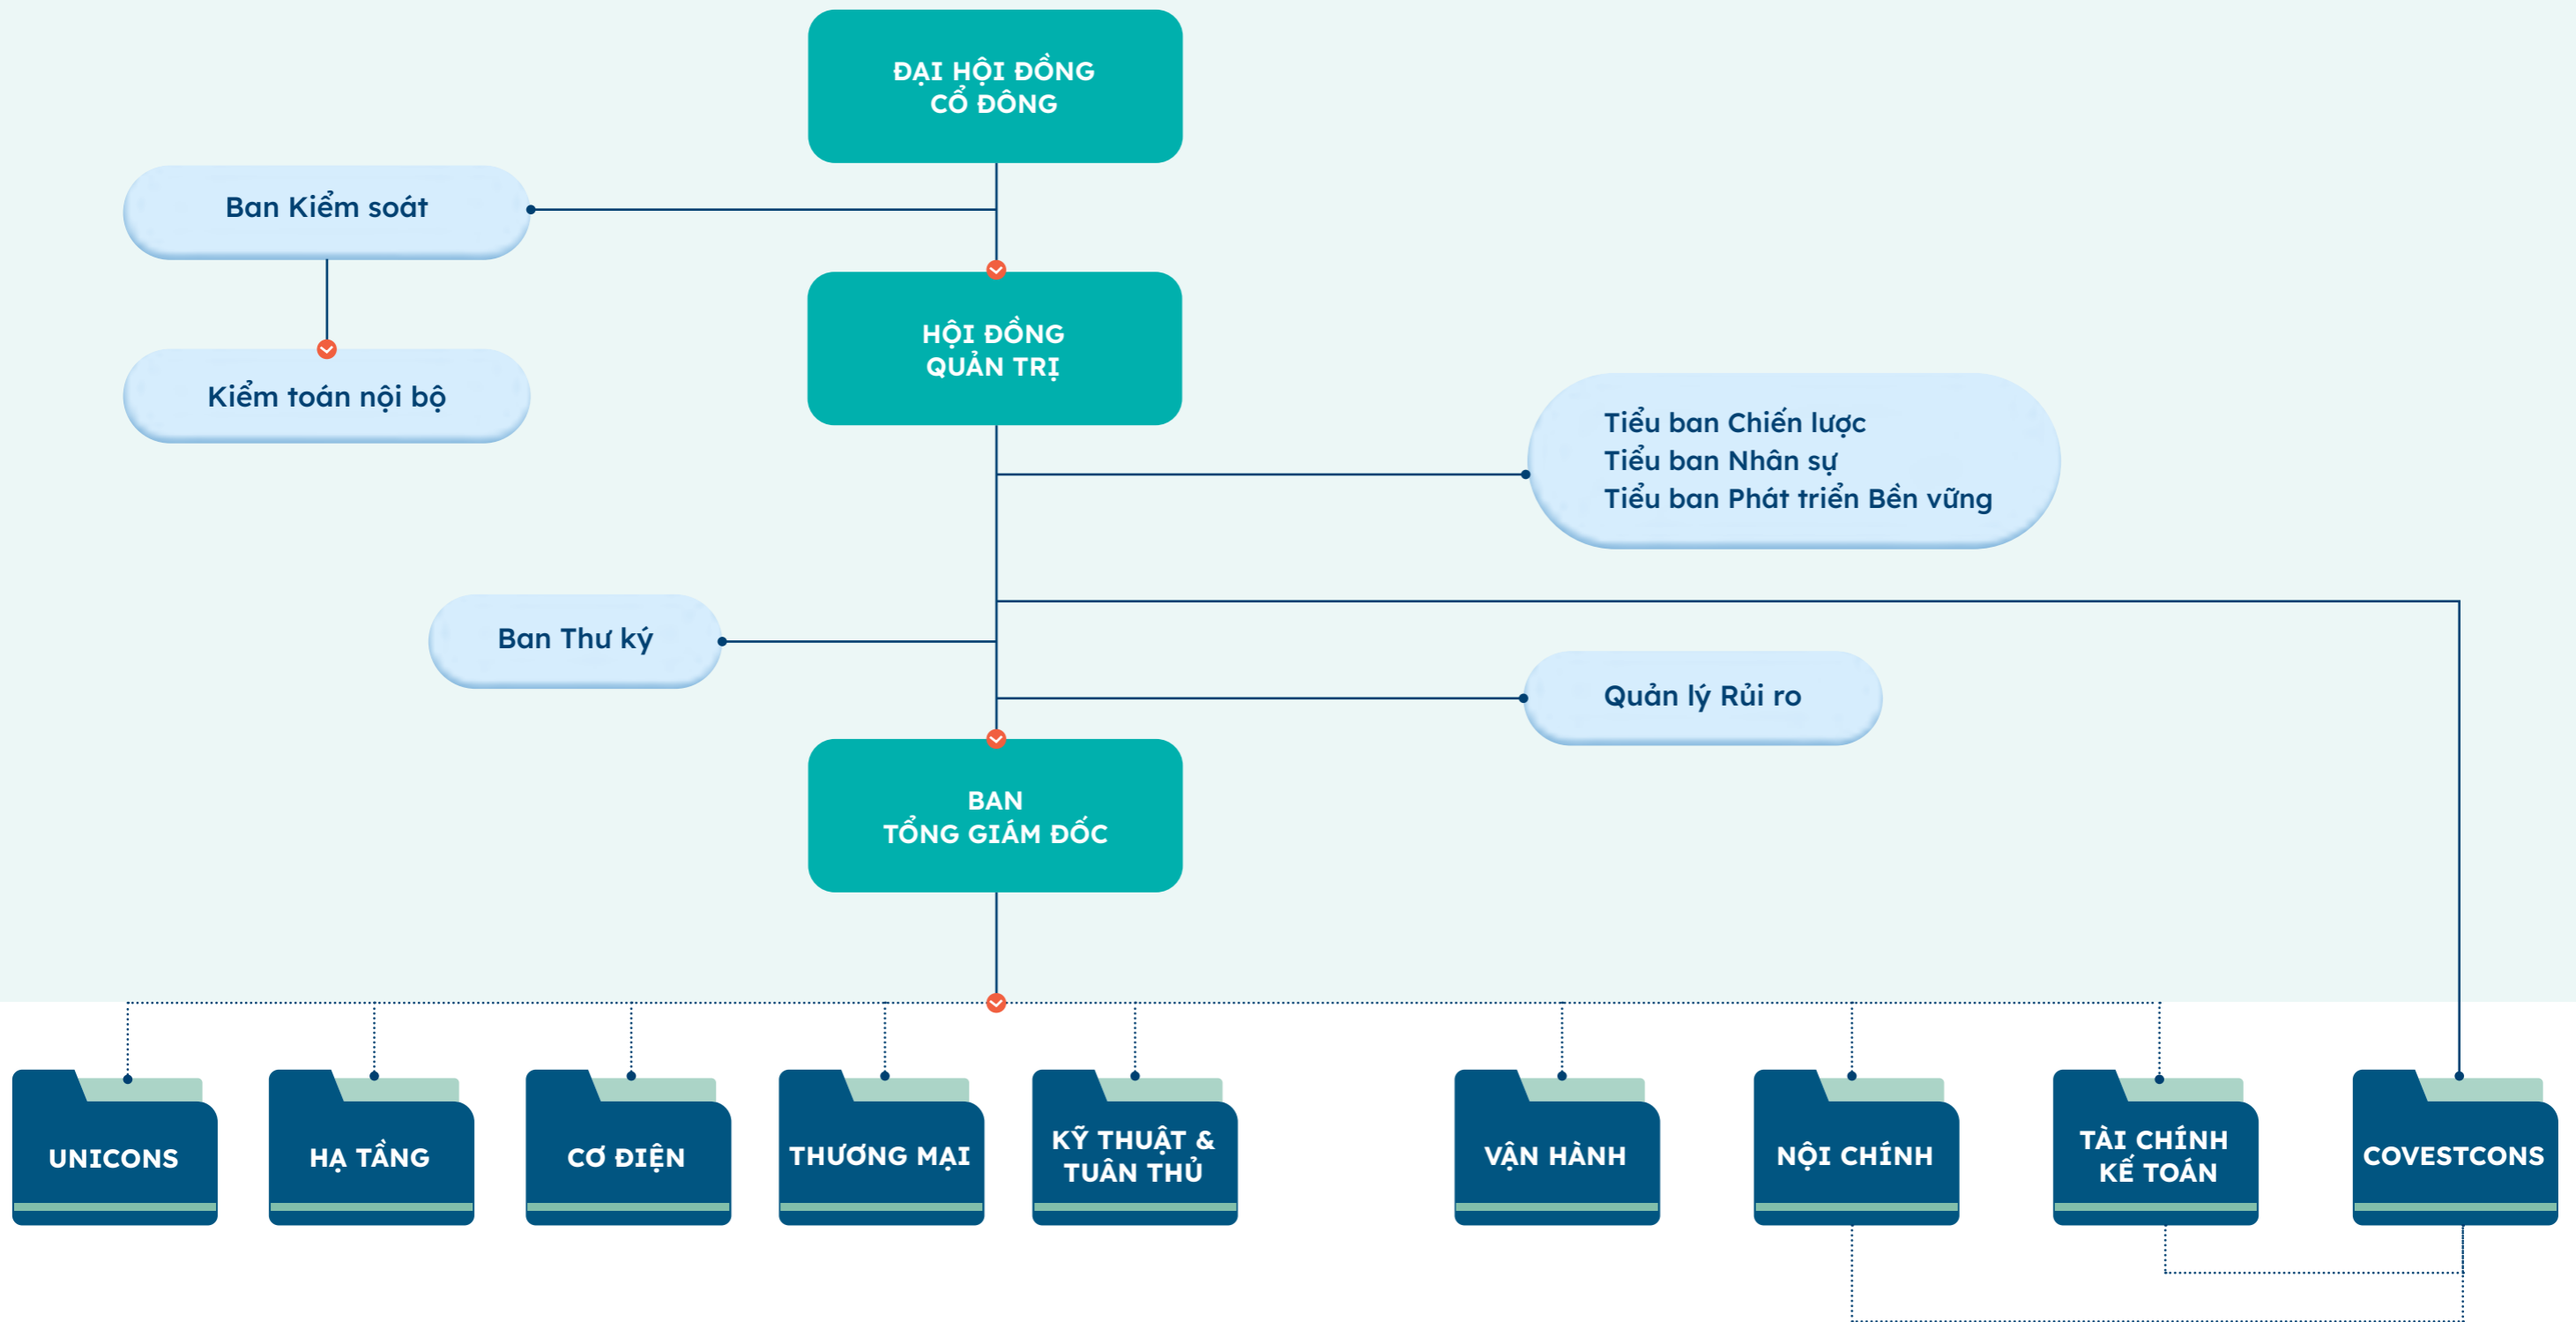 ĐẠI HỘI ĐỒNG
CỔ ĐÔNG
Ban Kiểm soát
HỘI ĐỒNG
QUẢN TRỊ
Kiểm toán nội bộ
Tiểu ban Chiến lược
Tiểu ban Nhân sự
Tiểu ban Phát triển Bền vững
Ban Thư ký
Quản lý Rủi ro
BAN
TỔNG GIÁM ĐỐC
UNICONS
HẠ TẦNG
CƠ ĐIỆN
THƯƠNG MẠI
KỸ THUẬT &
TUÂN THỦ
VẬN HÀNH
NỘI CHÍNH
TÀI CHÍNH
KẾ TOÁN
COVESTCONS